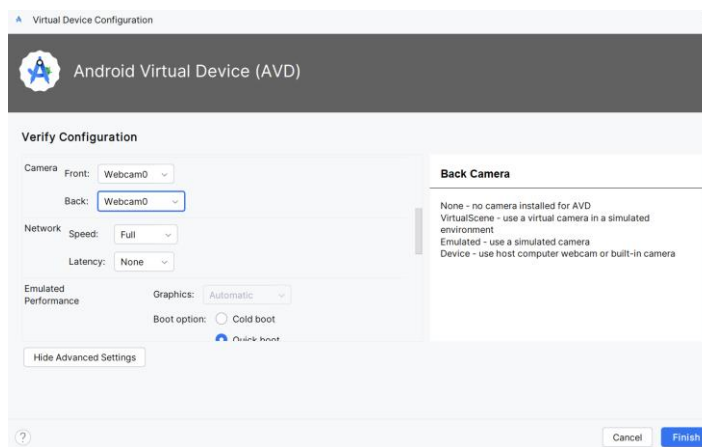 Virtual Device Configuration
Android Virtual Device (AVD)
Verify Configuration
Camera Front: Webcam0
Back: Webcam0
Network Speed: Full
Latency: None
Emulated Performance
Graphics: Automatic
Boot option: Cold boot
Quick boot
Hide Advanced Settings
Back Camera
None - no camera installed for AVD
VirtualScene - use a virtual camera in a simulated
environment
Emulated - use a simulated camera
Device - use host computer webcam or built-in camera
?
Cancel
Finish